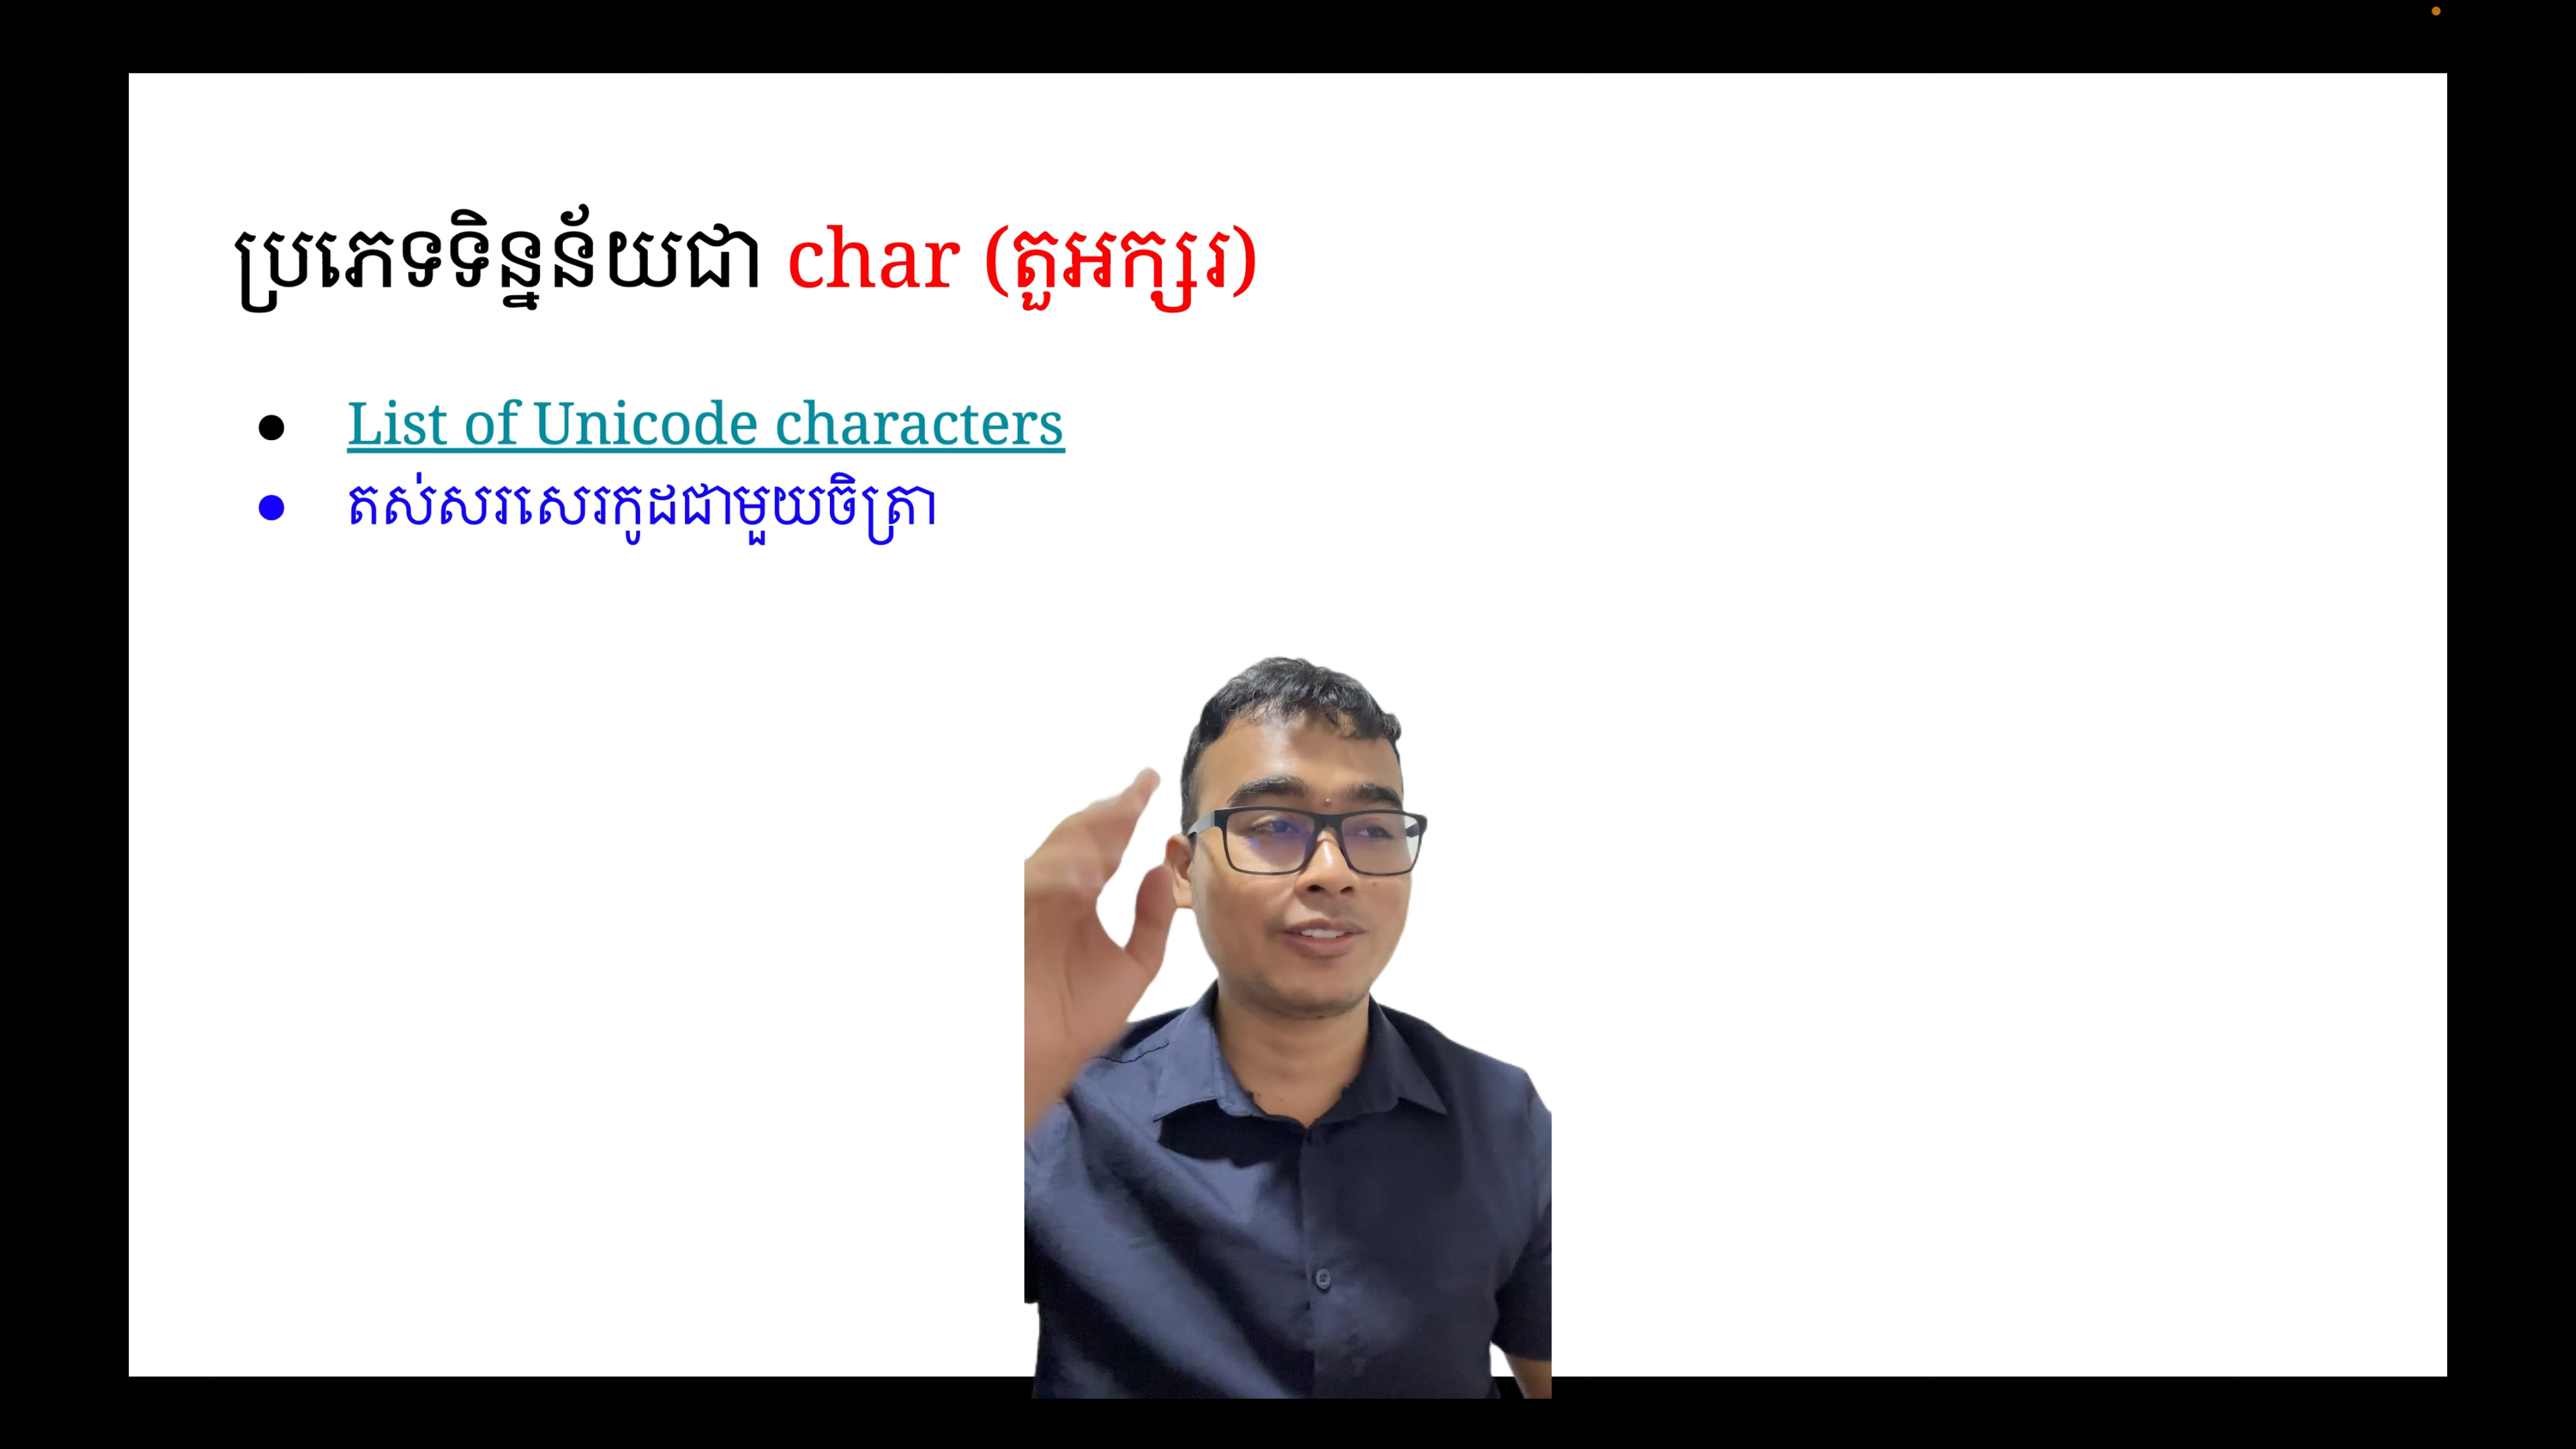 ប្រភេទទិន្នន័យជា char (តួអក្សរ)
● List of Unicode characters
● តស់សរសេរកូដជាមួយចិត្រា